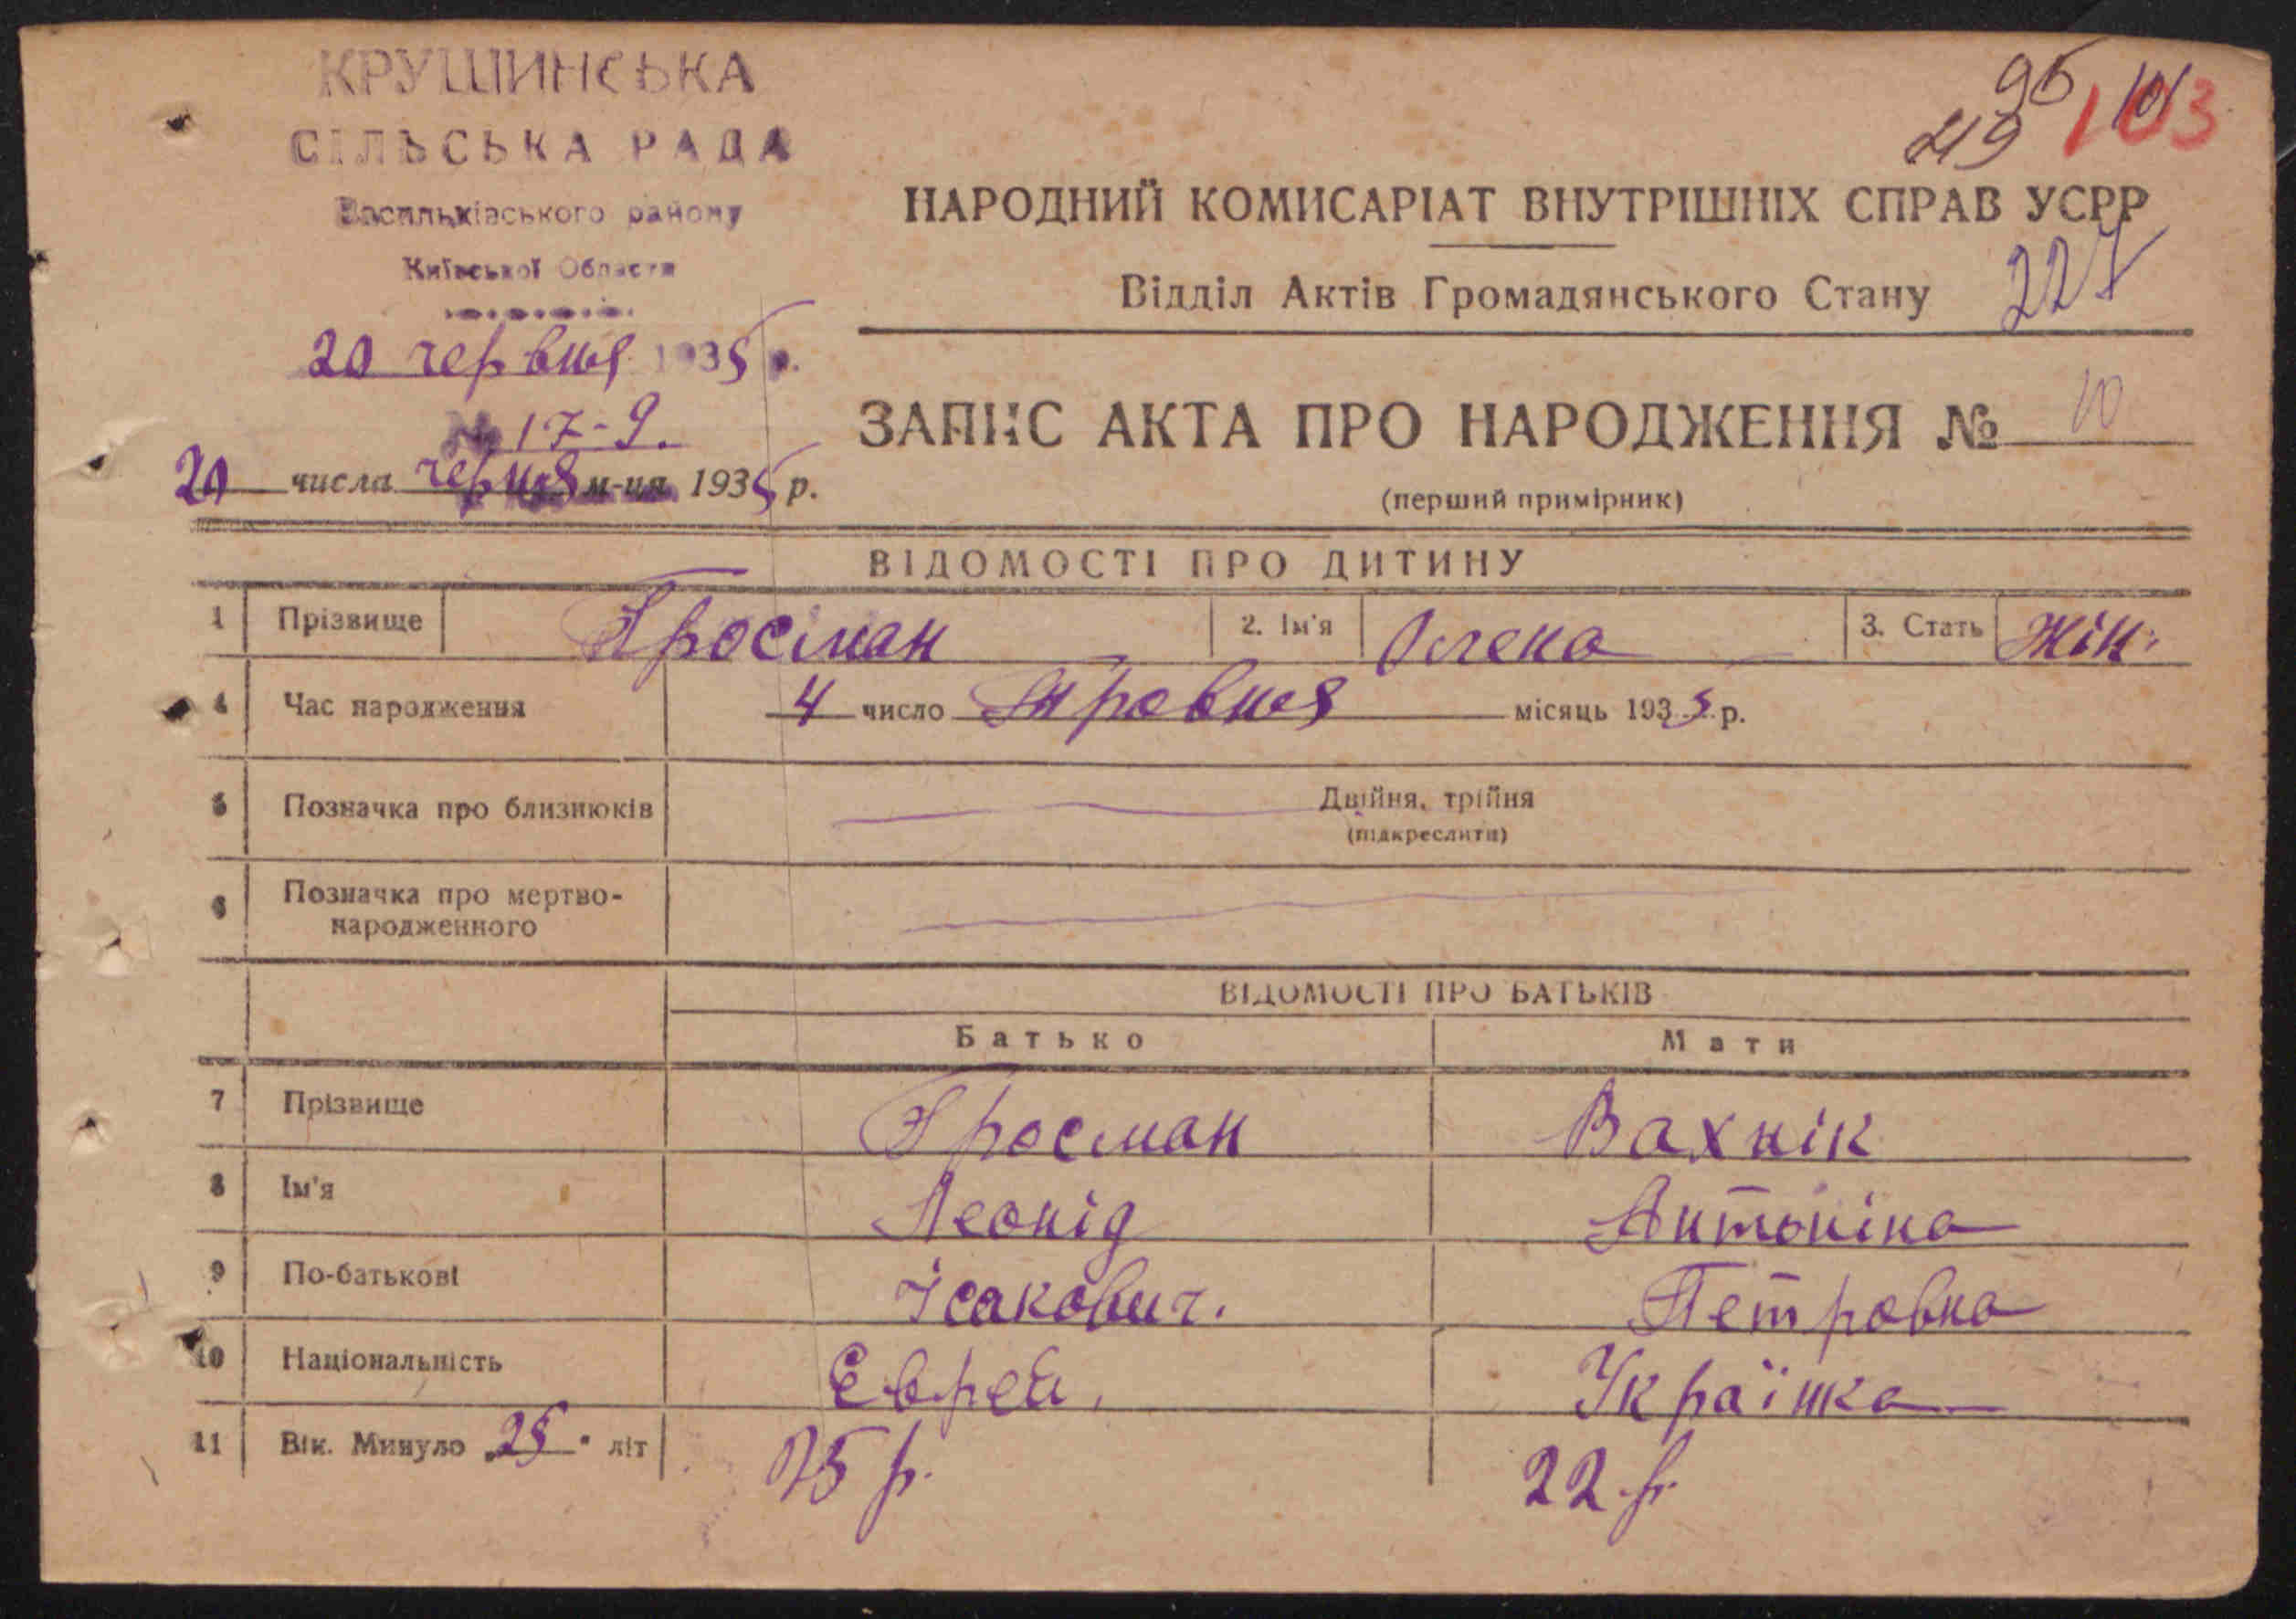 КРУШИНСЬКА
СІЛЬСЬКА РАДА
Васильківського району
Київської Области
20 червня 1935 р.
№ 17-9.
20 числа червня м-ця 1935 р.
96 101
103
219
НАРОДНИЙ КОМИСАРІАТ ВНУТРІШНІХ СПРАВ УСРР
Відділ Актів Громадянського Стану 227
ЗАПИС АКТА ПРО НАРОДЖЕННЯ № 10
(перший примірник)
ВІДОМОСТІ ПРО ДИТИНУ
1 Прізвище Гросман 2. Ім'я Олена 3. Стать Жін.
4 Час народження 4 число Травня місяць 1935 р.
5 Позначка про близнюків Двійня, трійня
(підкреслити)
6 Позначка про мертво-
народженного
ВІДОМОСТІ ПРО БАТЬКІВ
Батько Мати
7 Прізвище Гросман Вахнік
8 Ім'я Леонід Антоніна
9 По-батькові Ісакович. Петровна
10 Національність Єврей. Українка
11 Вік. Минуло „25" літ 25 р. 22 р.